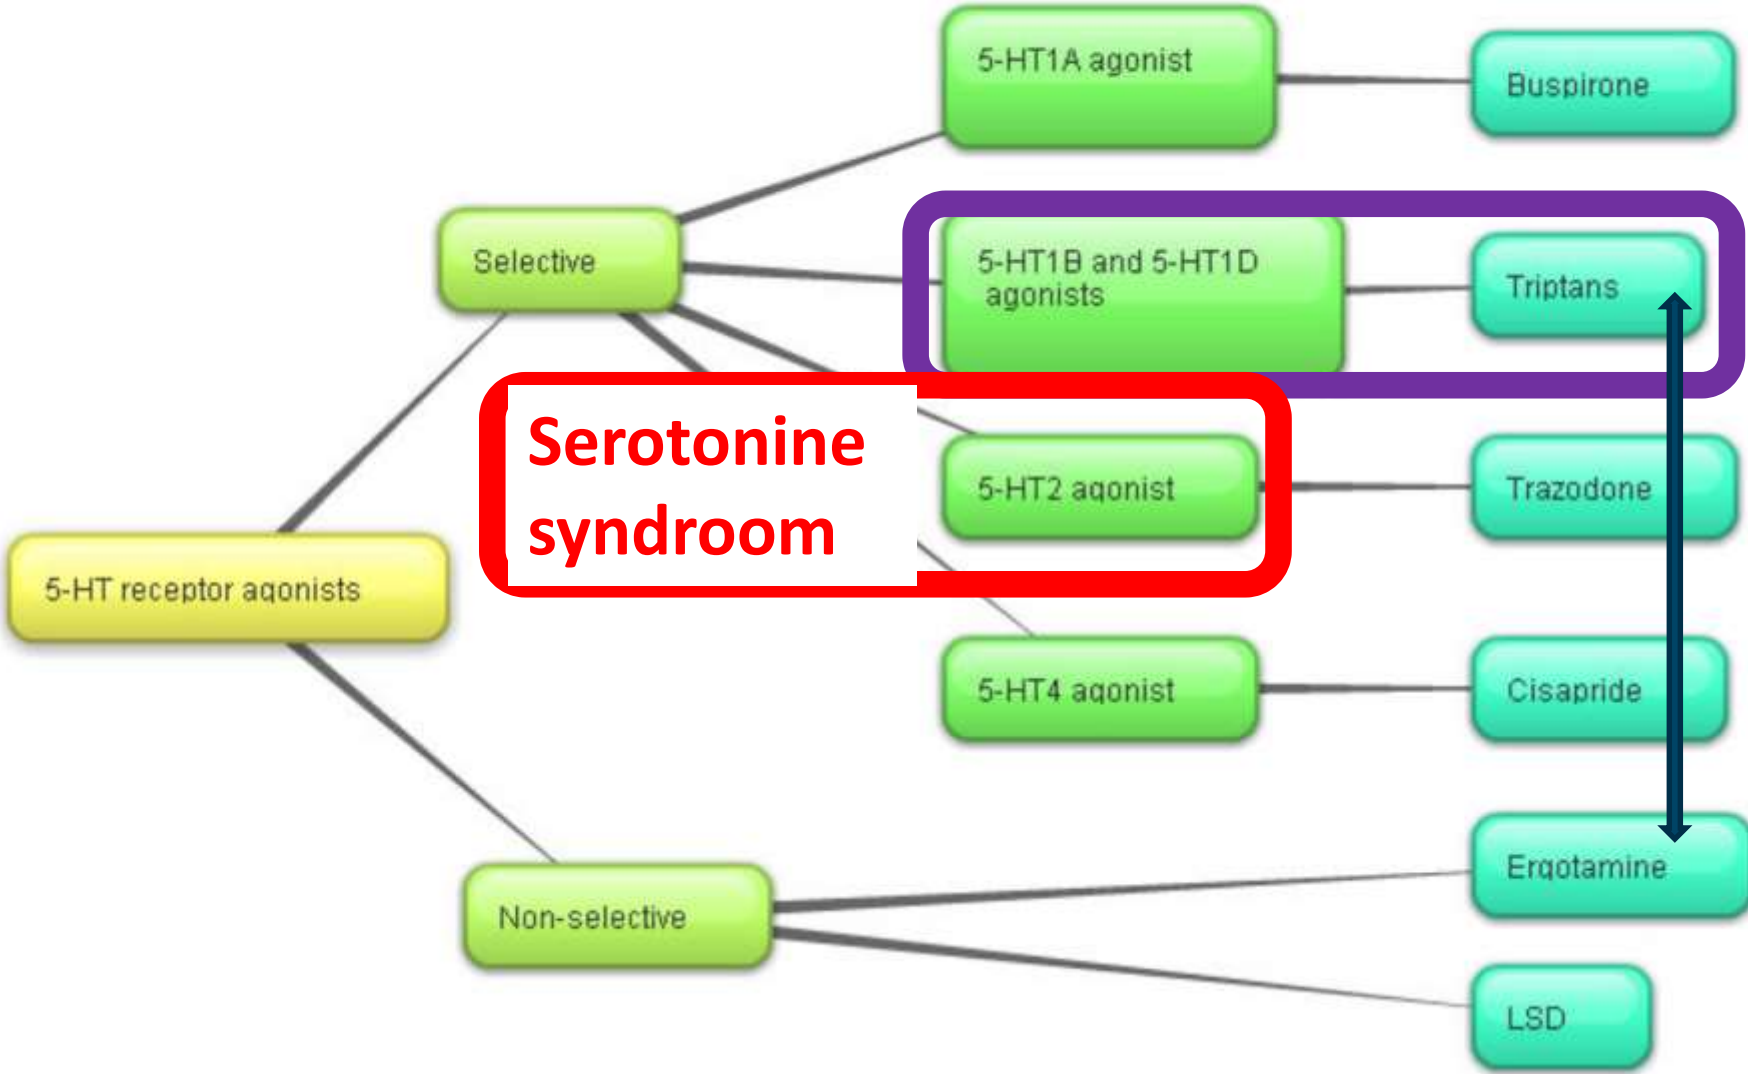 5-HT1A agonist
Buspirone
Selective
5-HT1B and 5-HT1D
agonists
Triptans
Serotonine
syndroom
5-HT2 agonist
Trazodone
5-HT receptor agonists
5-HT4 agonist
Cisapride
Ergotamine
Non-selective
LSD